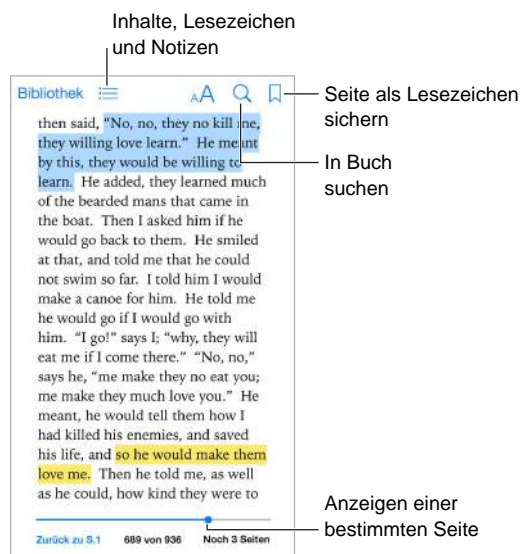 Inhalte, Lesezeichen
und Notizen
Bibliothek
AA
Seite als Lesezeichen
sichern
In Buch
suchen
then said, “No, no, they no kill me,
they willing love learn.” He meant
by this, they would be willing to
learn. He added, they learned much
of the bearded mans that came in
the boat. Then I asked him if he
would go back to them. He smiled
at that, and told me that he could
not swim so far. I told him I would
make a canoe for him. He told me
he would go if I would go with
him. “I go!” says I; “why, they will
eat me if I come there.” “No, no,”
says he, “me make they no eat you;
me make they much love you.” He
meant, he would tell them how I
had killed his enemies, and saved
his life, and so he would make them
love me. Then he told me, as well
as he could, how kind they were to
Anzeigen einer
bestimmten Seite
Zurück zu S.1 689 von 936 Noch 3 Seiten